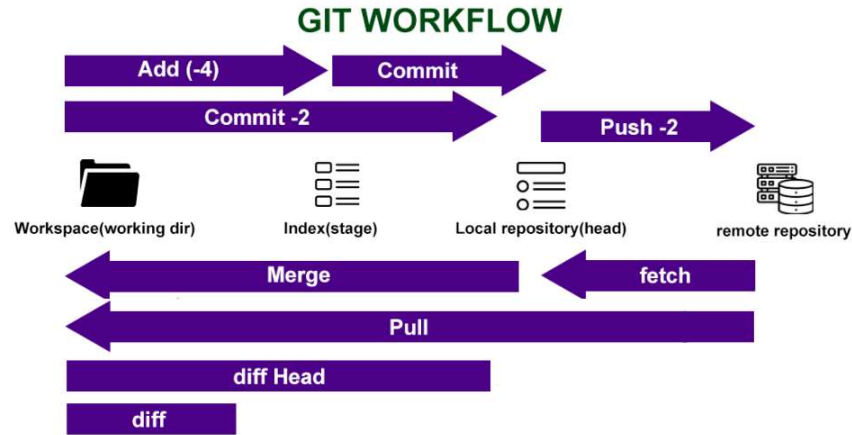 GIT WORKFLOW
Add (-4)
Commit
Commit -2
Push -2
Workspace(working dir)
Index(stage)
Local repository(head)
remote repository
Merge
fetch
Pull
diff Head
diff